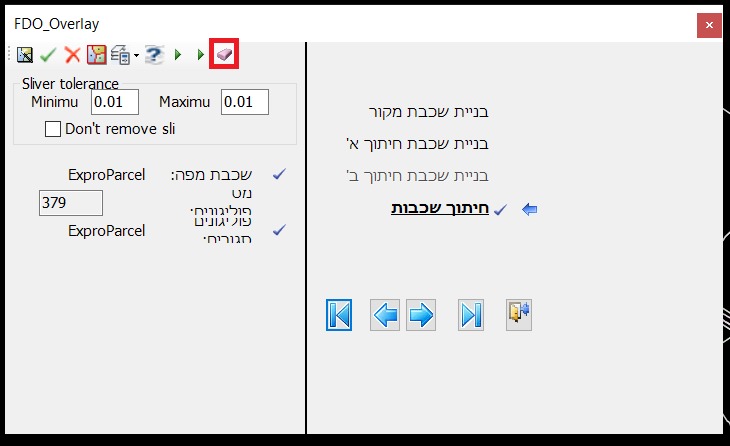 FDO_Overlay
Sliver tolerance
Minimu 0.01 Maximu 0.01
Don't remove sli
שכבת מפה: ExproParcel
מס
פוליגונים: 379
פוליגונים
סגורים: ExproParcel
בניית שכבת מקור
בניית שכבת חיתוך א'
בניית שכבת חיתוך ב'
חיתוך שכבות